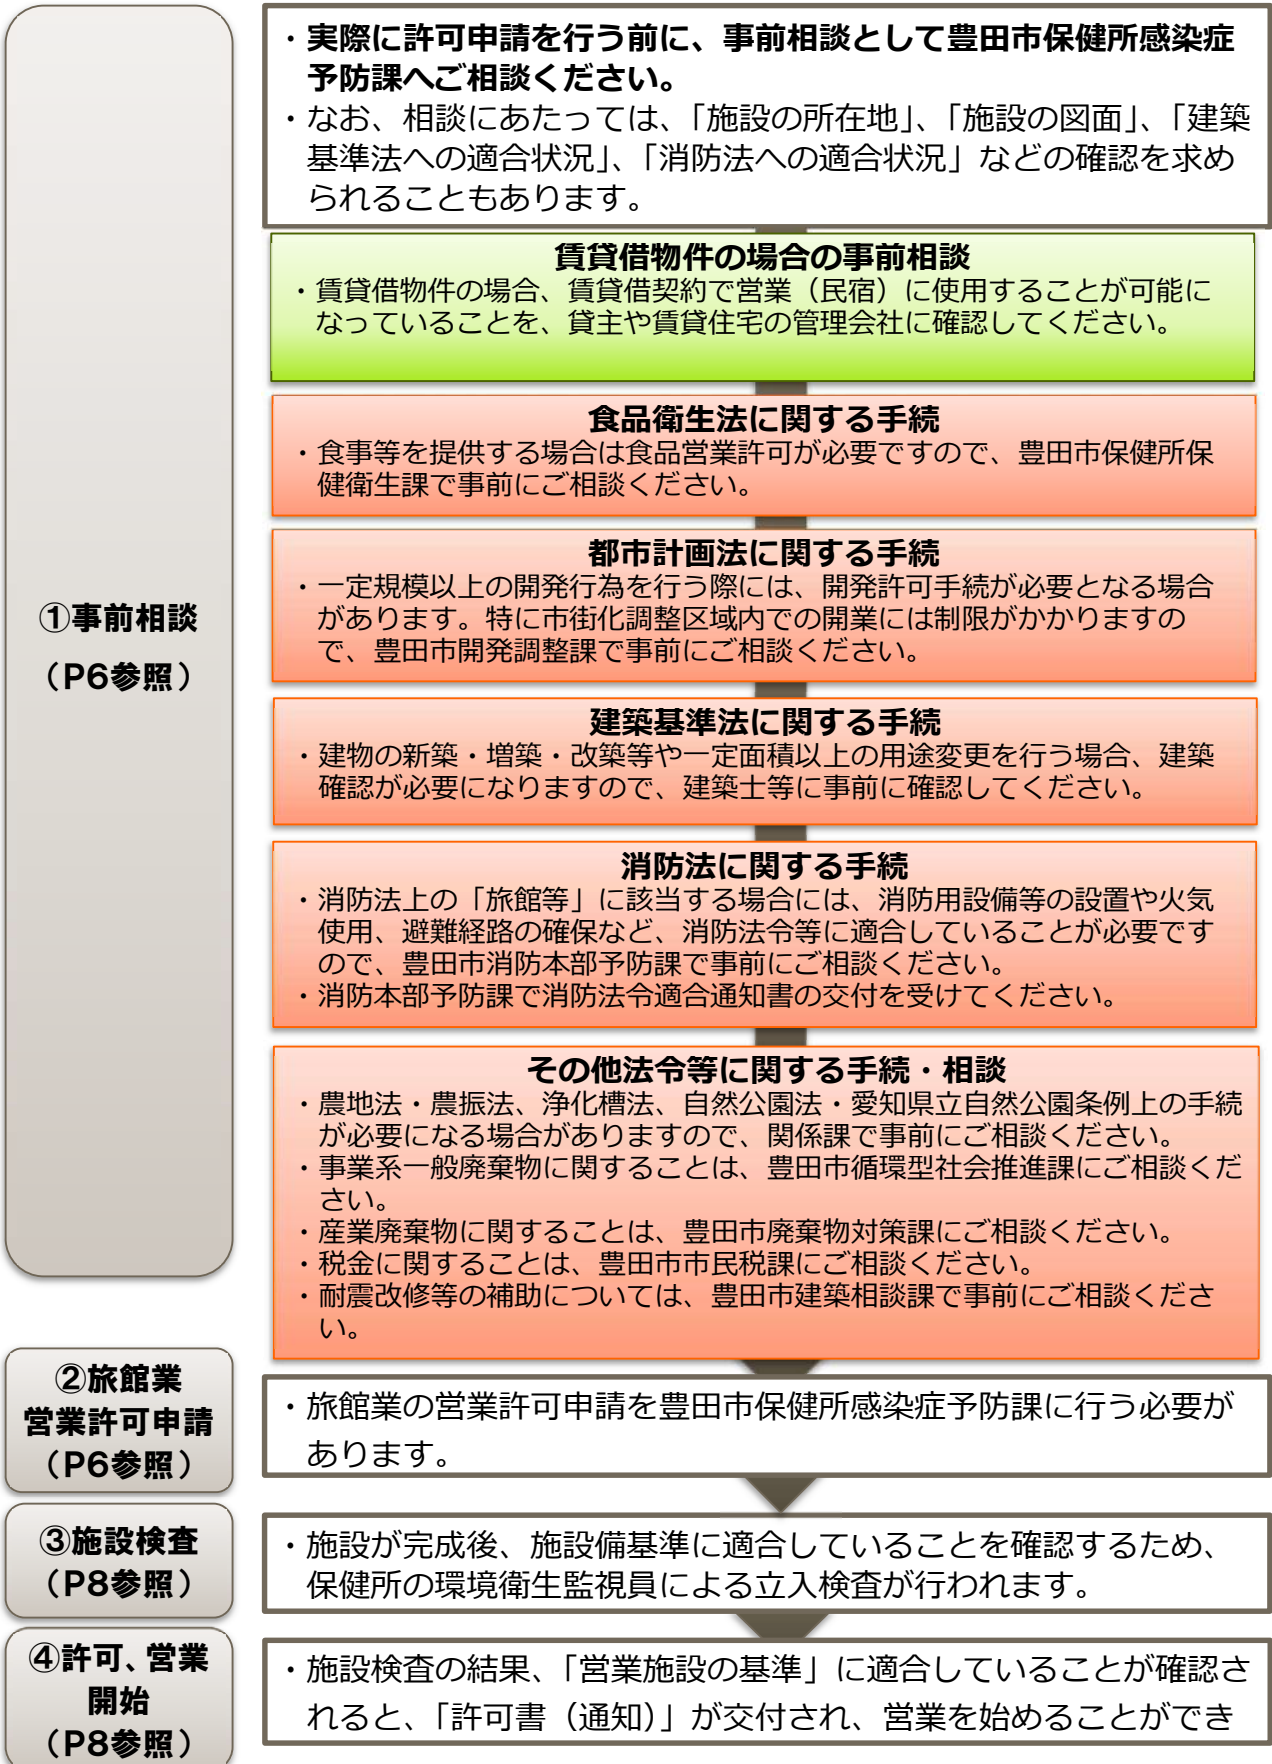 ①事前相談
（P6参照）
・実際に許可申請を行う前に、事前相談として豊田市保健所感染症
予防課へご相談ください。
・なお、相談にあたっては、「施設の所在地」、「施設の図面」、「建築
基準法への適合状況」、「消防法への適合状況」などの確認を求め
られることもあります。
賃貸借物件の場合の事前相談
・賃貸借物件の場合、賃貸借契約で営業（民宿）に使用することが可能に
なっていることを、貸主や賃貸住宅の管理会社に確認してください。
食品衛生法に関する手続
・食事等を提供する場合は食品営業許可が必要ですので、豊田市保健所保
健衛生課で事前にご相談ください。
都市計画法に関する手続
・一定規模以上の開発行為を行う際には、開発許可手続が必要となる場合
があります。特に市街化調整区域内での開業には制限がかかりますの
で、豊田市開発調整課で事前にご相談ください。
建築基準法に関する手続
・建物の新築・増築・改築等や一定面積以上の用途変更を行う場合、建築
確認が必要になりますので、建築士等に事前に確認してください。
消防法に関する手続
・消防法上の「旅館等」に該当する場合には、消防用設備等の設置や火気
使用、避難経路の確保など、消防法令等に適合していることが必要です
ので、豊田市消防本部予防課で事前にご相談ください。
・消防本部予防課で消防法令適合通知書の交付を受けてください。
その他法令等に関する手続・相談
・農地法・農振法、浄化槽法、自然公園法・愛知県立自然公園条例上の手続
が必要になる場合がありますので、関係課で事前にご相談ください。
・事業系一般廃棄物に関することは、豊田市循環型社会推進課にご相談くだ
さい。
・産業廃棄物に関することは、豊田市廃棄物対策課にご相談ください。
・税金に関することは、豊田市市民税課にご相談ください。
・耐震改修等の補助については、豊田市建築相談課で事前にご相談くださ
い。
②旅館業
営業許可申請
（P6参照）
・旅館業の営業許可申請を豊田市保健所感染症予防課に行う必要が
あります。
③施設検査
（P8参照）
・施設が完成後、施設備基準に適合していることを確認するため、
保健所の環境衛生監視員による立入検査が行われます。
④許可、営業
開始
（P8参照）
・施設検査の結果、「営業施設の基準」に適合していることが確認さ
れると、「許可書（通知）」が交付され、営業を始めることができ